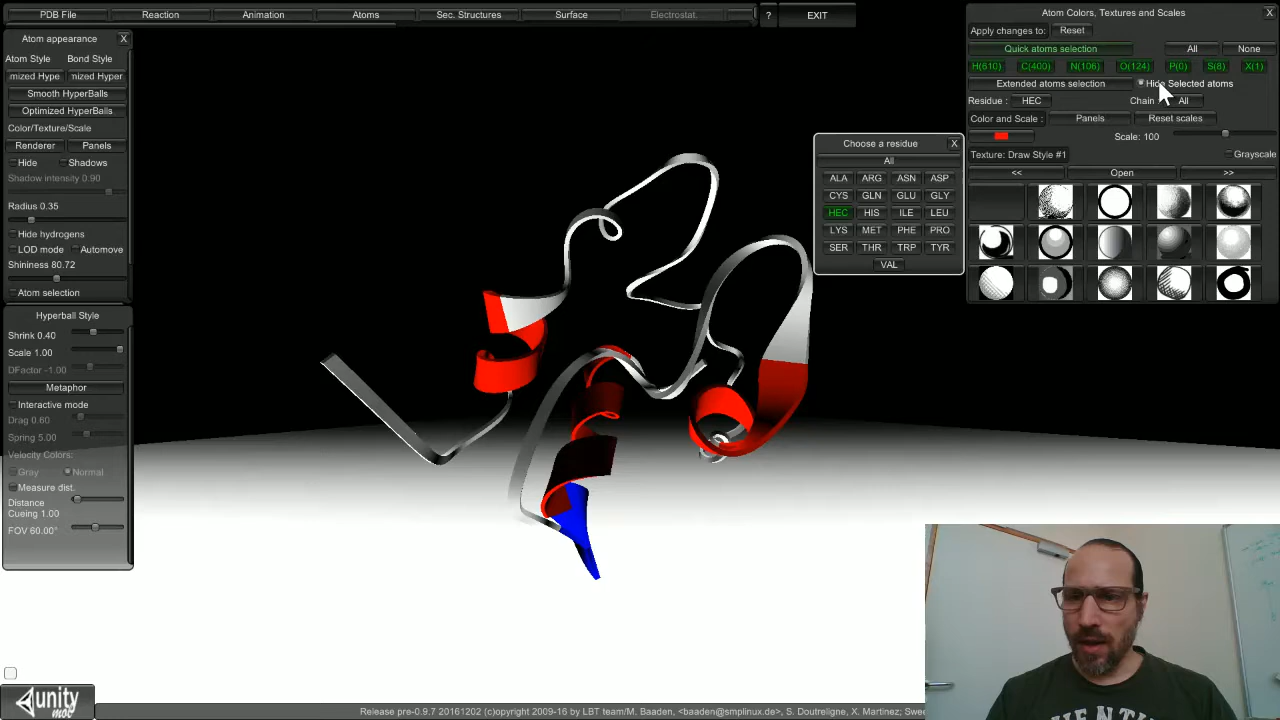 PDB File Reaction Animation Atoms Sec. Structures Surface Electrostat. ? EXIT
Atom appearance X
Atom Style Bond Style
mized Hype mized Hyper
Smooth HyperBalls
Optimized HyperBalls
Color/Texture/Scale
Renderer Panels
Hide Shadows
Shadow intensity 0.90
Radius 0.35
Hide hydrogens
LOD mode Automove
Shininess 80.72
Atom selection
Hyperball Style
Shrink 0.40
Scale 1.00
DFactor -1.00
Metaphor
Interactive mode
Drag 0.60
Spring 5.00
Velocity Colors:
Gray Normal
Measure dist.
Distance
Cueing 1.00
FOV 60.00°
Choose a residue X
All
ALA ARG ASN ASP
CYS GLN GLU GLY
HEC HIS ILE LEU
LYS MET PHE PRO
SER THR TRP TYR
VAL
Atom Colors, Textures and Scales X
Apply changes to: Reset
Quick atoms selection All None
H(610) C(400) N(106) O(124) P(0) S(8) X(1)
Extended atoms selection Hide Selected atoms
Residue : HEC Chain All
Color and Scale : Panels Reset scales
Scale: 100
Texture: Draw Style #1 Grayscale
<< Open >>
unity
mol
Release pre-0.9.7 20161202 (c)opyright 2009-16 by LBT team/M. Baaden, <baaden@smplinux.de>, S. Doutreligne, X. Martinez; Swee